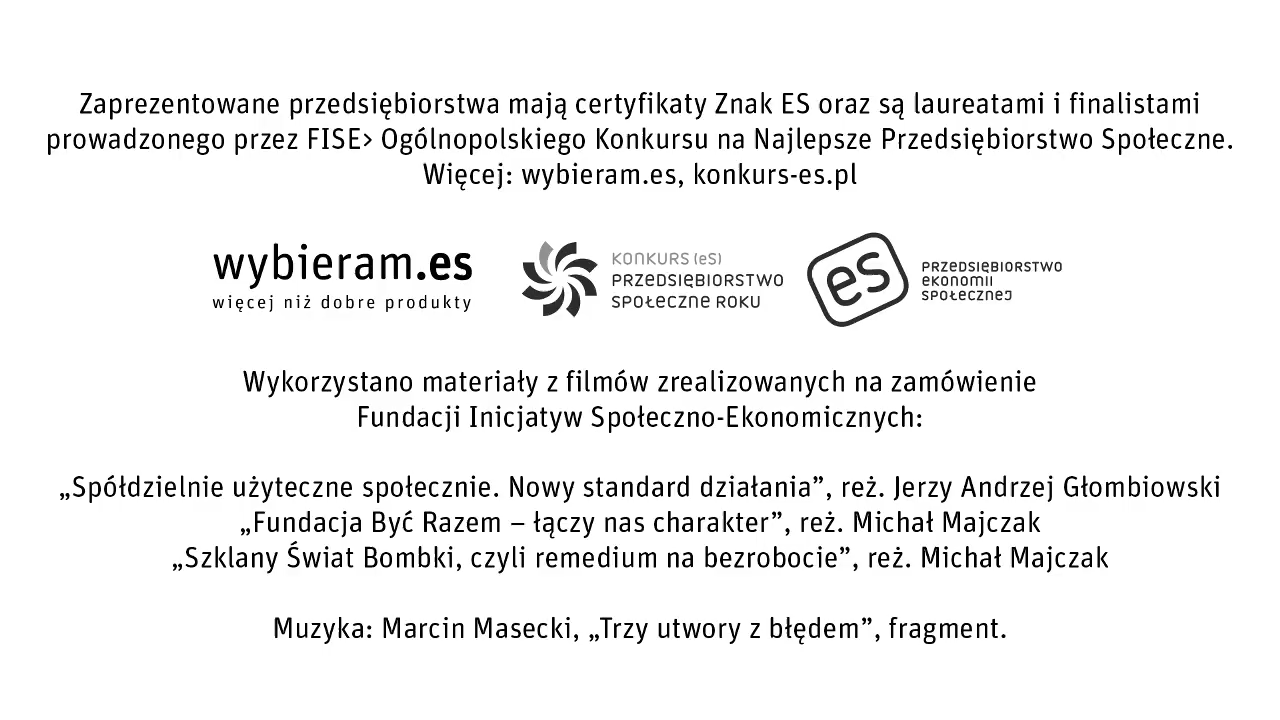 Zaprezentowane przedsiębiorstwa mają certyfikaty Znak ES oraz są laureatami i finalistami
prowadzonego przez FISE> Ogólnopolskiego Konkursu na Najlepsze Przedsiębiorstwo Społeczne.
Więcej: wybieram.es, konkurs-es.pl
wybieram.es
więcej niż dobre produkty
KONKURS (eS)
PRZEDSIĘBIORSTWO
SPOŁECZNE ROKU
es
PRZEDSIĘBIORSTWO
EKONOMII
SPOŁECZNEJ
Wykorzystano materiały z filmów zrealizowanych na zamówienie
Fundacji Inicjatyw Społeczno-Ekonomicznych:
„Spółdzielnie użyteczne społecznie. Nowy standard działania”, reż. Jerzy Andrzej Głombiowski
„Fundacja Być Razem – łączy nas charakter”, reż. Michał Majczak
„Szklany Świat Bombki, czyli remedium na bezrobocie”, reż. Michał Majczak
Muzyka: Marcin Masecki, „Trzy utwory z błędem”, fragment.